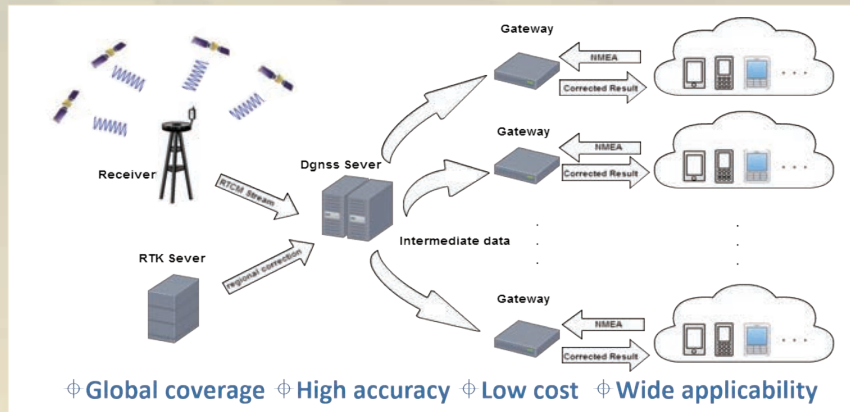 Gateway
NMEA
Corrected Result
. . .
Gateway
NMEA
Corrected Result
. . .
Receiver
Dgnss Sever
RTCM Stream
Intermediate data
RTK Sever
regional correction
Gateway
NMEA
Corrected Result
. . .
Global coverage High accuracy Low cost Wide applicability